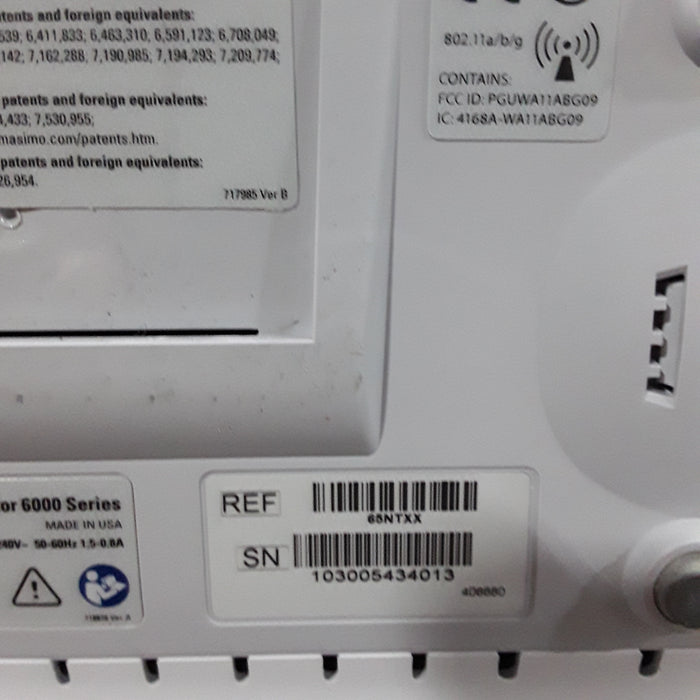 tents and foreign equivalents:
539; 6,411,833; 6,463,310; 6,591,123; 6,708,049;
142; 7,162,288; 7,190,985; 7,194,293; 7,209,774;
patents and foreign equivalents:
,433; 7,530,955;
masimo.com/patents.htm.
patents and foreign equivalents:
26,954.
717985 Ver B
802.11a/b/g
CONTAINS:
FCC ID: PGUWA11ABG09
IC: 4168A-WA11ABG09
or 6000 Series
MADE IN USA
240V~ 50-60Hz 1.5-0.8A
REF
65NTXX
SN
103005434013